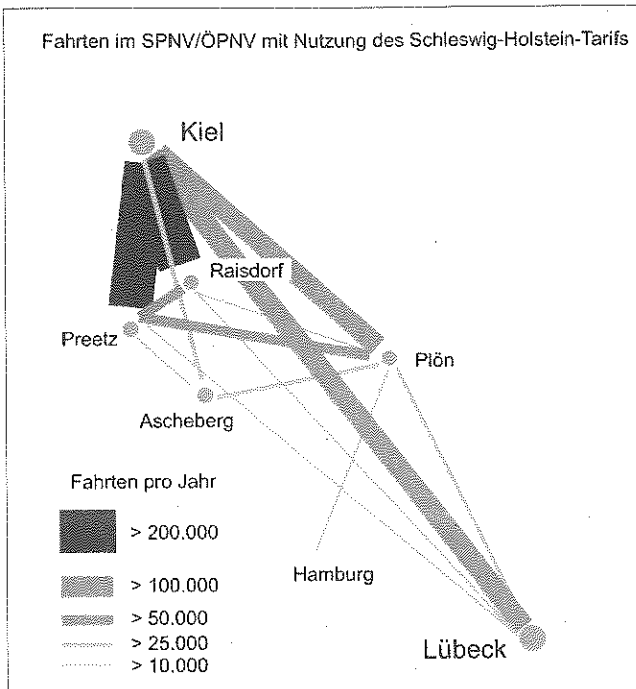 Fahrten im SPNV/ÖPNV mit Nutzung des Schleswig-Holstein-Tarifs
Kiel
Raisdorf
Preetz
Plön
Ascheberg
Fahrten pro Jahr
> 200.000
> 100.000
> 50.000
> 25.000
> 10.000
Hamburg
Lübeck